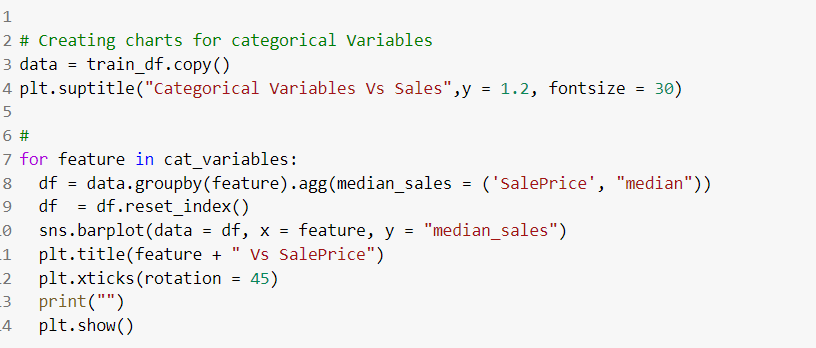 1
2 # Creating charts for categorical Variables
3 data = train_df.copy()
4 plt.suptitle("Categorical Variables Vs Sales",y = 1.2, fontsize = 30)
5
6 #
7 for feature in cat_variables:
8   df = data.groupby(feature).agg(median_sales = ('SalePrice', "median"))
9   df  = df.reset_index()
0   sns.barplot(data = df, x = feature, y = "median_sales")
1   plt.title(feature + " Vs SalePrice")
2   plt.xticks(rotation = 45)
3   print("")
4   plt.show()